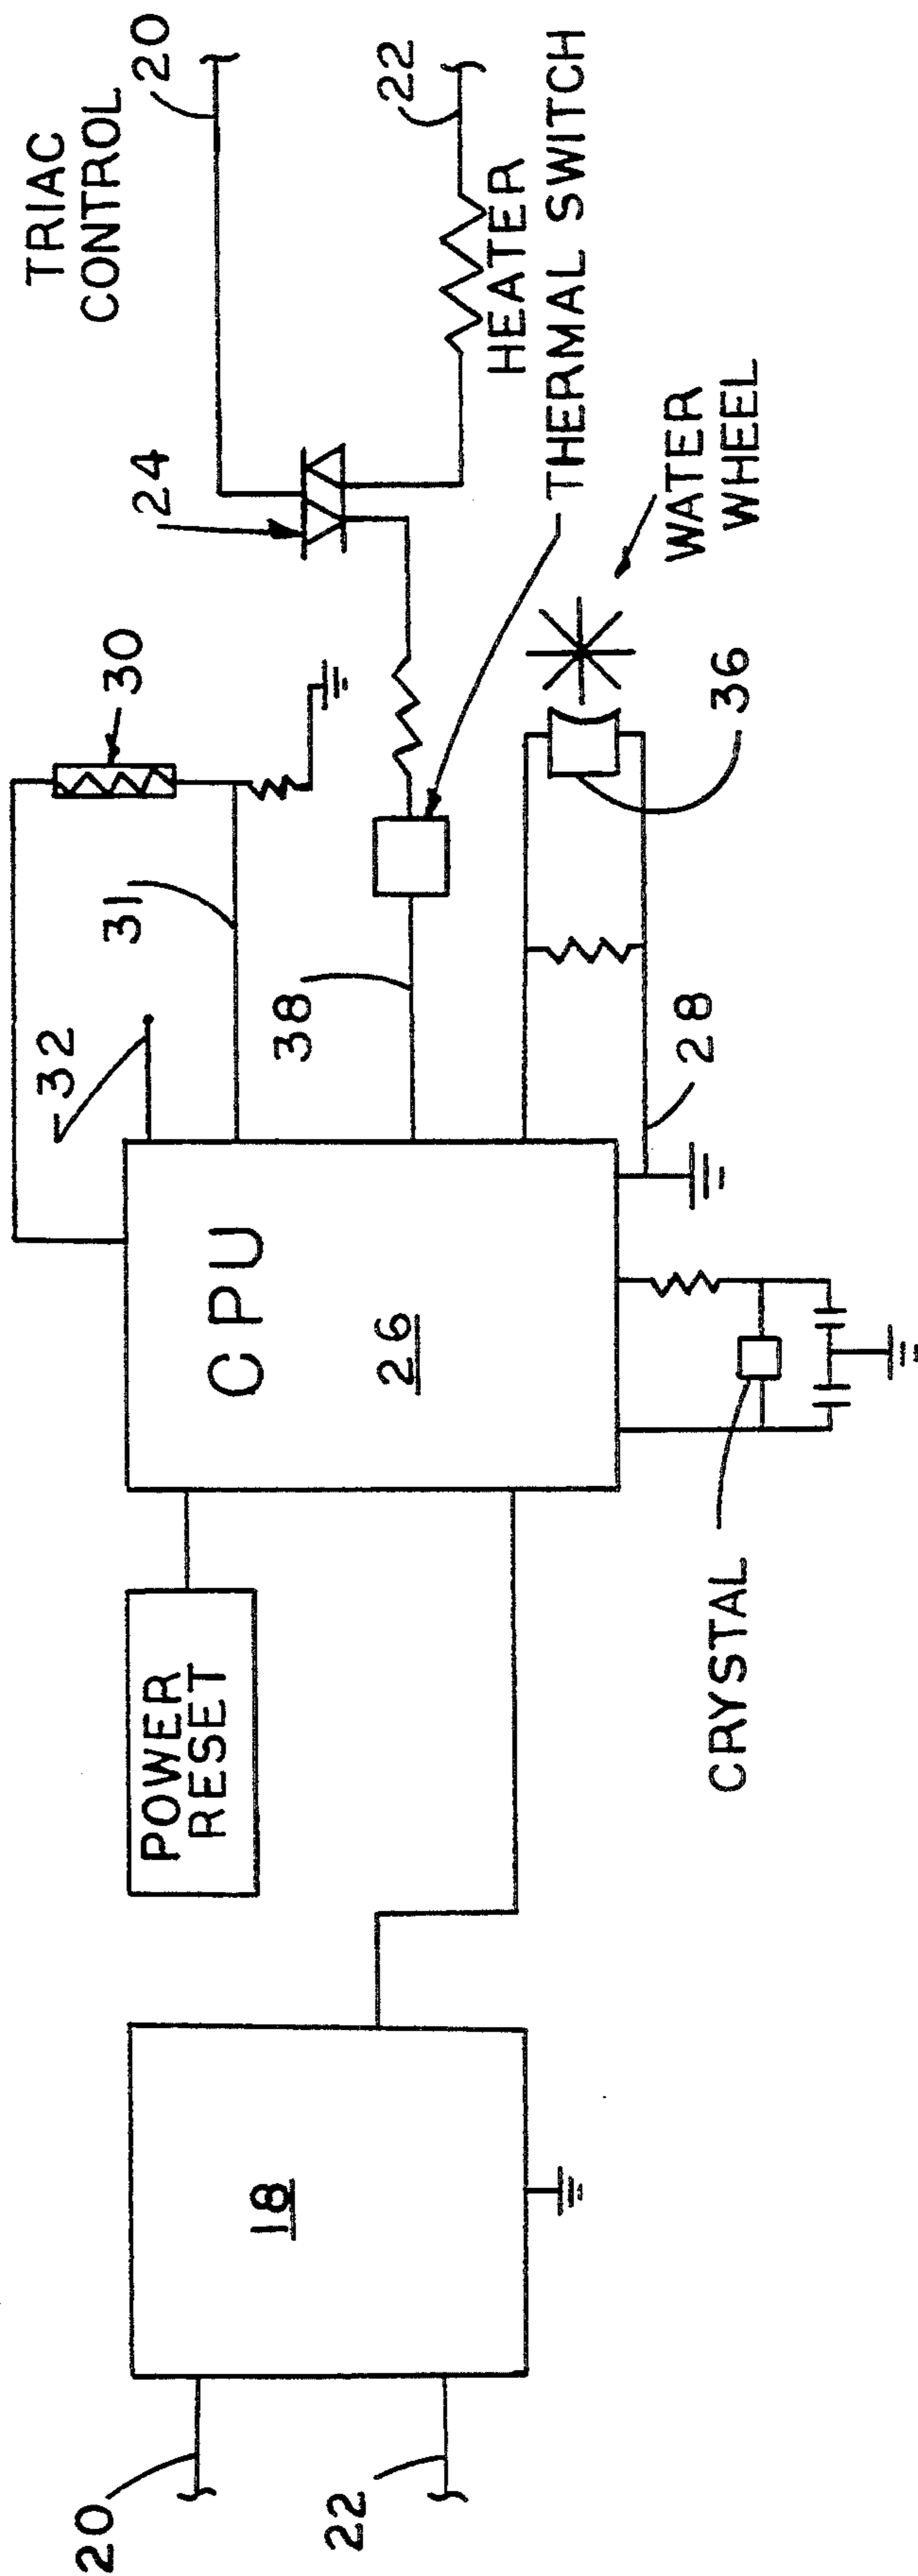 TRIAC
CONTROL
20
24
22
HEATER
THERMAL SWITCH
30
31
32
38
WATER
WHEEL
36
28
CPU
26
POWER
RESET
CRYSTAL
18
20
22